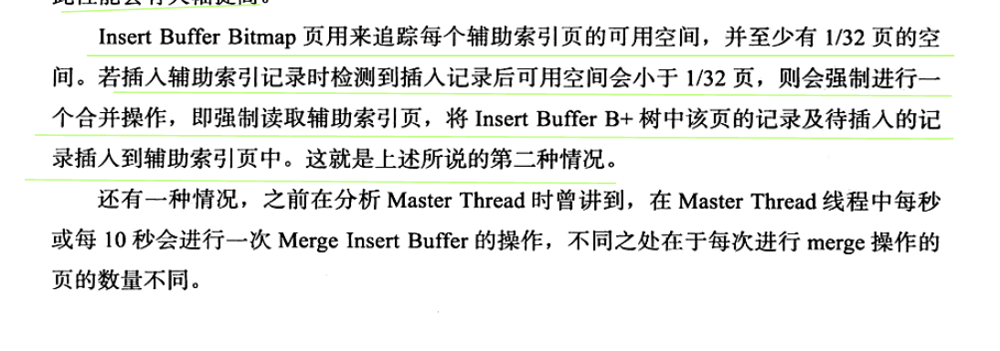 Insert Buffer Bitmap 页用来追踪每个辅助索引页的可用空间，并至少有 1/32 页的空
间。若插入辅助索引记录时检测到插入记录后可用空间会小于 1/32 页，则会强制进行一
个合并操作，即强制读取辅助索引页，将 Insert Buffer B+ 树中该页的记录及待插入的记
录插入到辅助索引页中。这就是上述所说的第二种情况。
还有一种情况，之前在分析 Master Thread 时曾讲到，在 Master Thread 线程中每秒
或每 10 秒会进行一次 Merge Insert Buffer 的操作，不同之处在于每次进行 merge 操作的
页的数量不同。